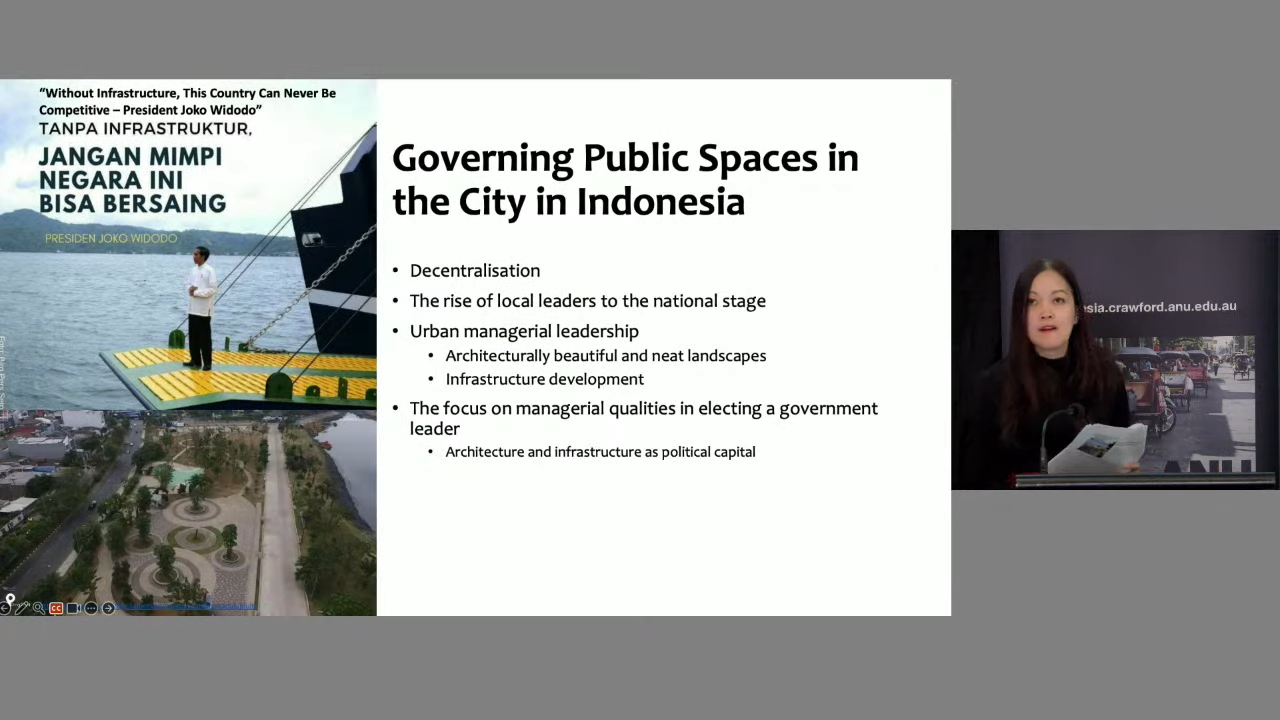 “Without Infrastructure, This Country Can Never Be
Competitive – President Joko Widodo”
TANPA INFRASTRUKTUR,
JANGAN MIMPI
NEGARA INI
BISA BERSAING
PRESIDEN JOKO WIDODO
Governing Public Spaces in
the City in Indonesia
• Decentralisation
• The rise of local leaders to the national stage
• Urban managerial leadership
• Architecturally beautiful and neat landscapes
• Infrastructure development
• The focus on managerial qualities in electing a government
leader
• Architecture and infrastructure as political capital
esia.crawford.anu.edu.au
ANU
CC